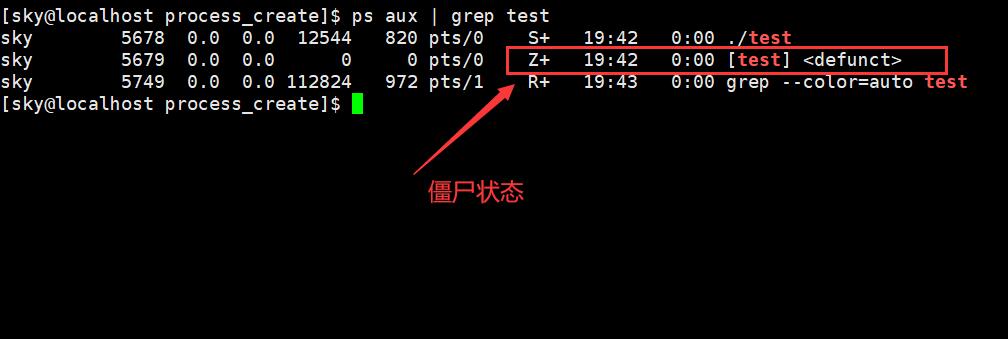 [sky@localhost process_create]$ ps aux | grep test
sky 5678 0.0 0.0 12544 820 pts/0 S+ 19:42 0:00 ./test
sky 5679 0.0 0.0 0 0 pts/0 Z+ 19:42 0:00 [test] <defunct>
sky 5749 0.0 0.0 112824 972 pts/1 R+ 19:43 0:00 grep --color=auto test
[sky@localhost process_create]$
僵尸状态